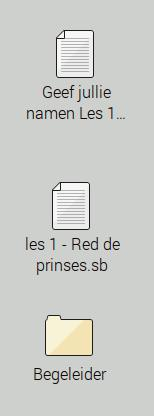 Geef jullie
namen Les 1...
les 1 - Red de
prinses.sb
Begeleider